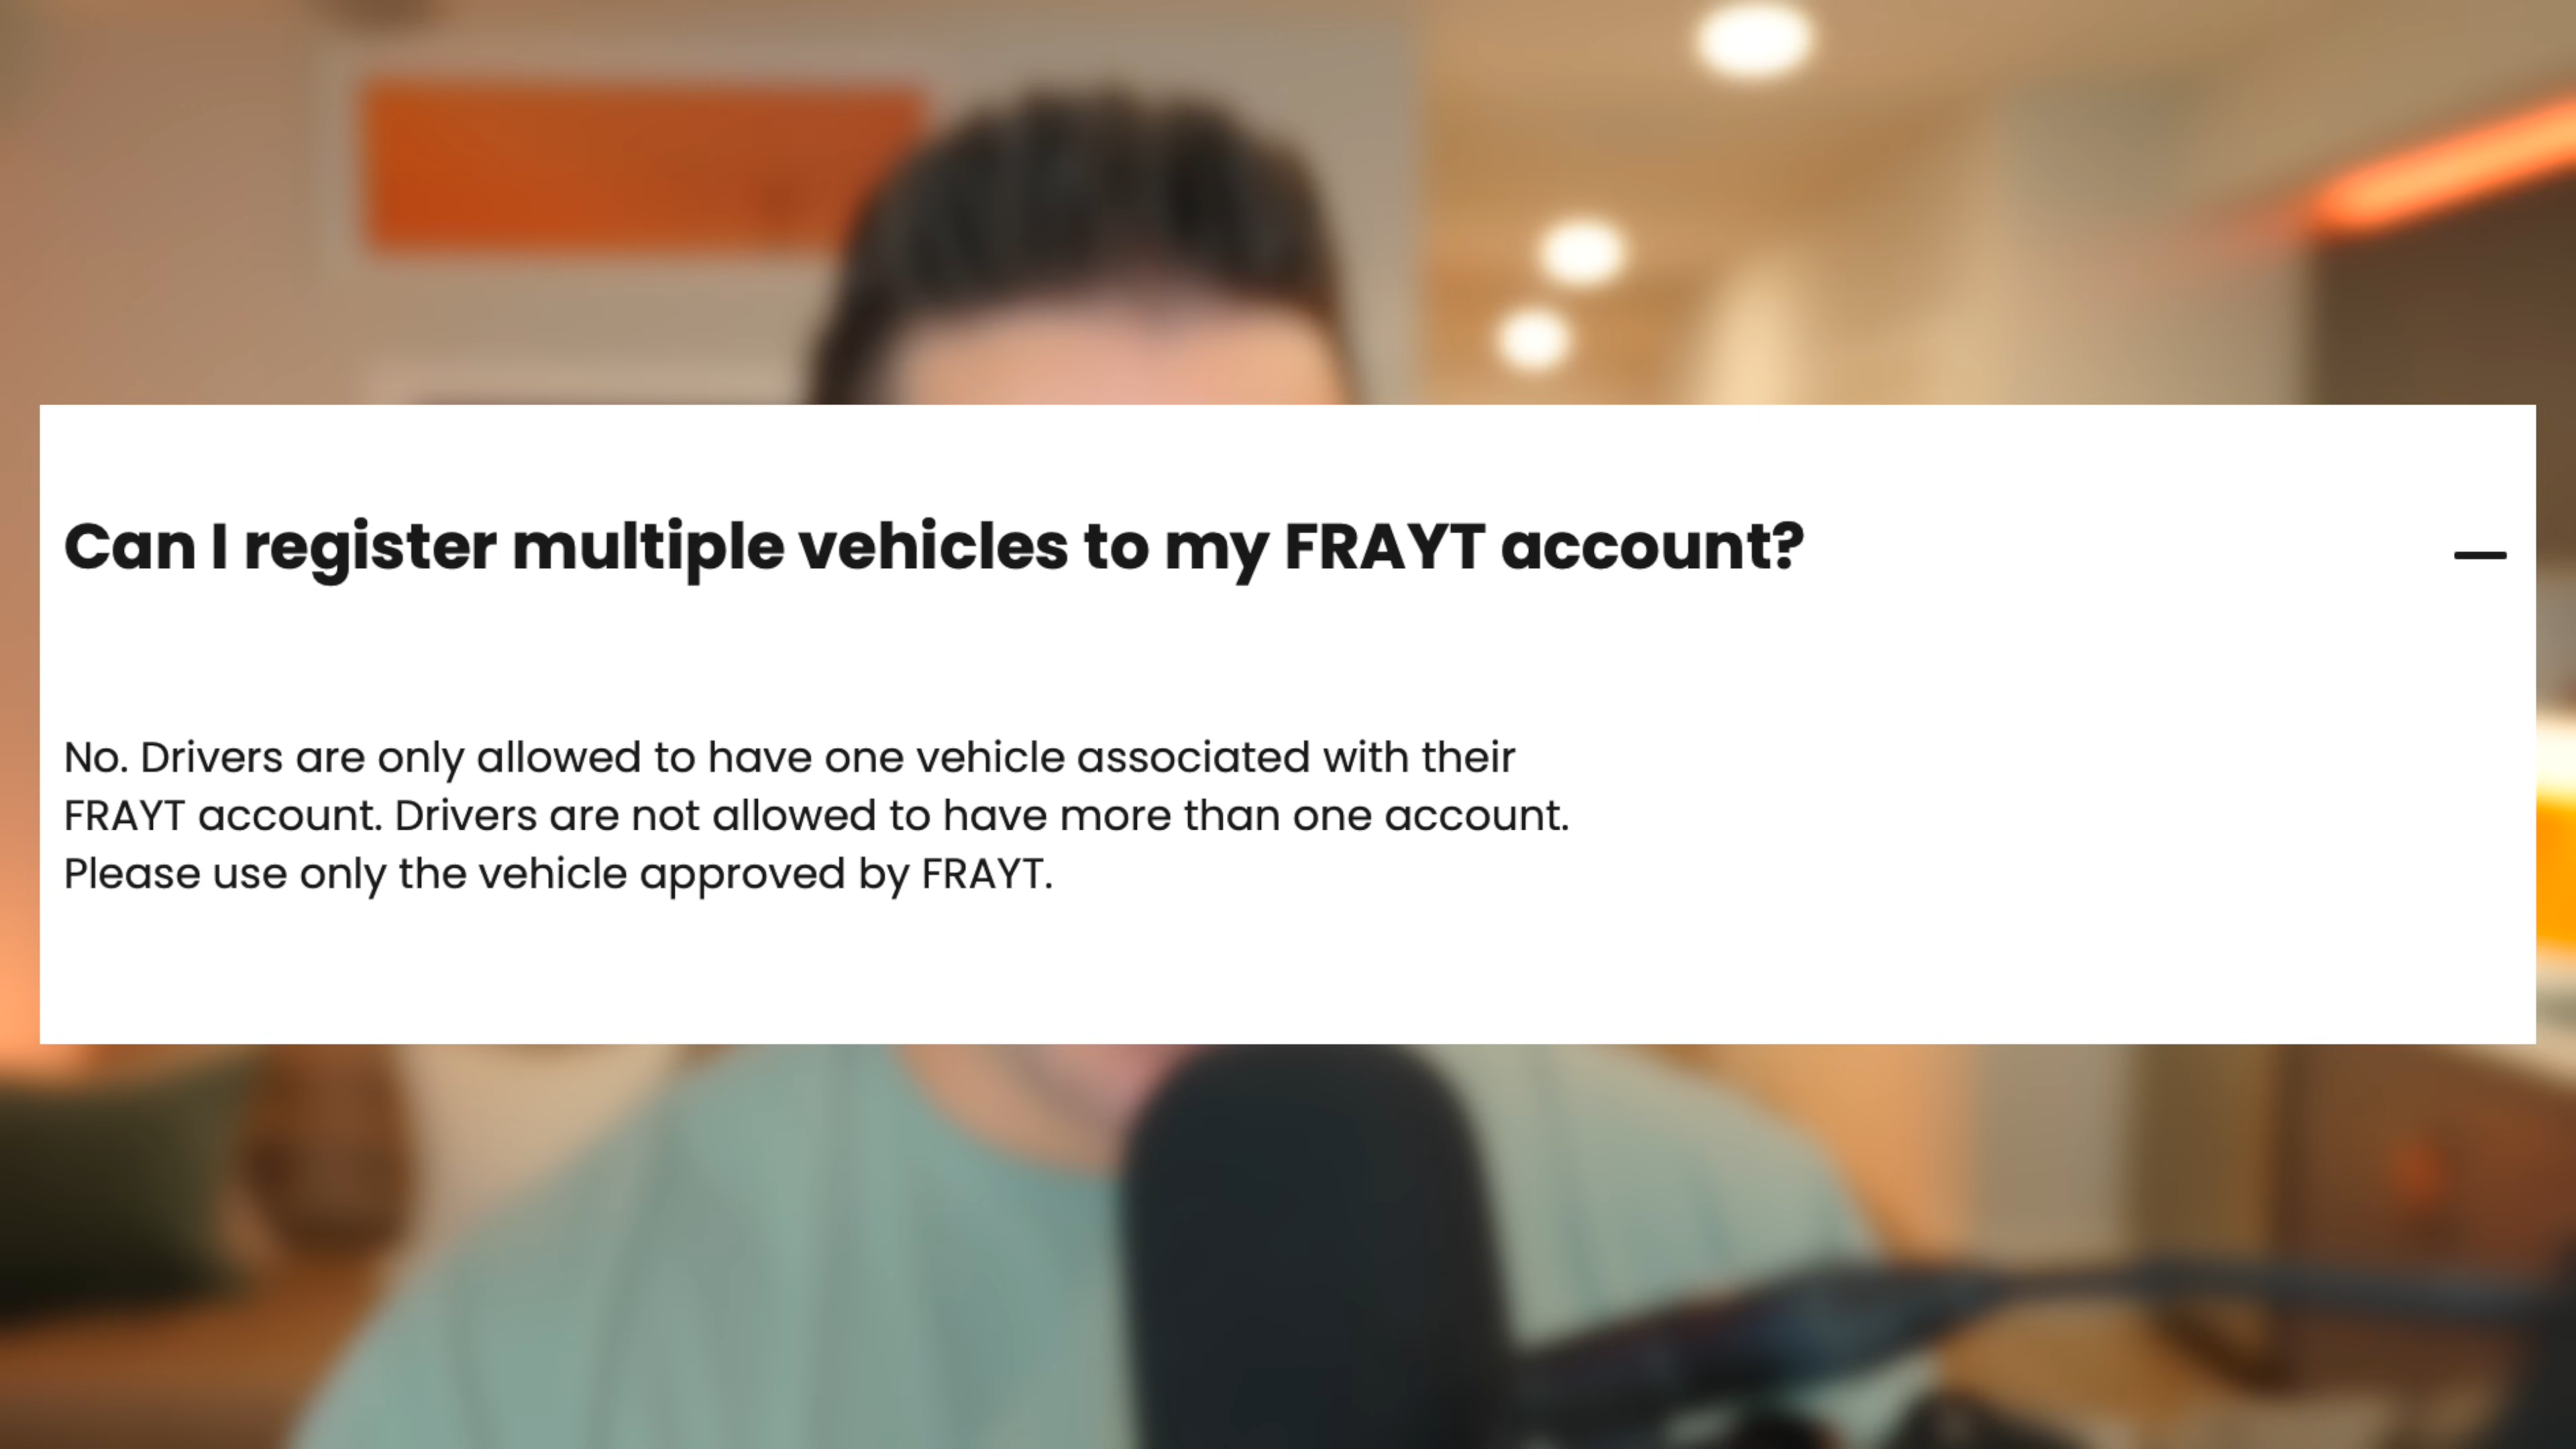 Can I register multiple vehicles to my FRAYT account?
No. Drivers are only allowed to have one vehicle associated with their
FRAYT account. Drivers are not allowed to have more than one account.
Please use only the vehicle approved by FRAYT.